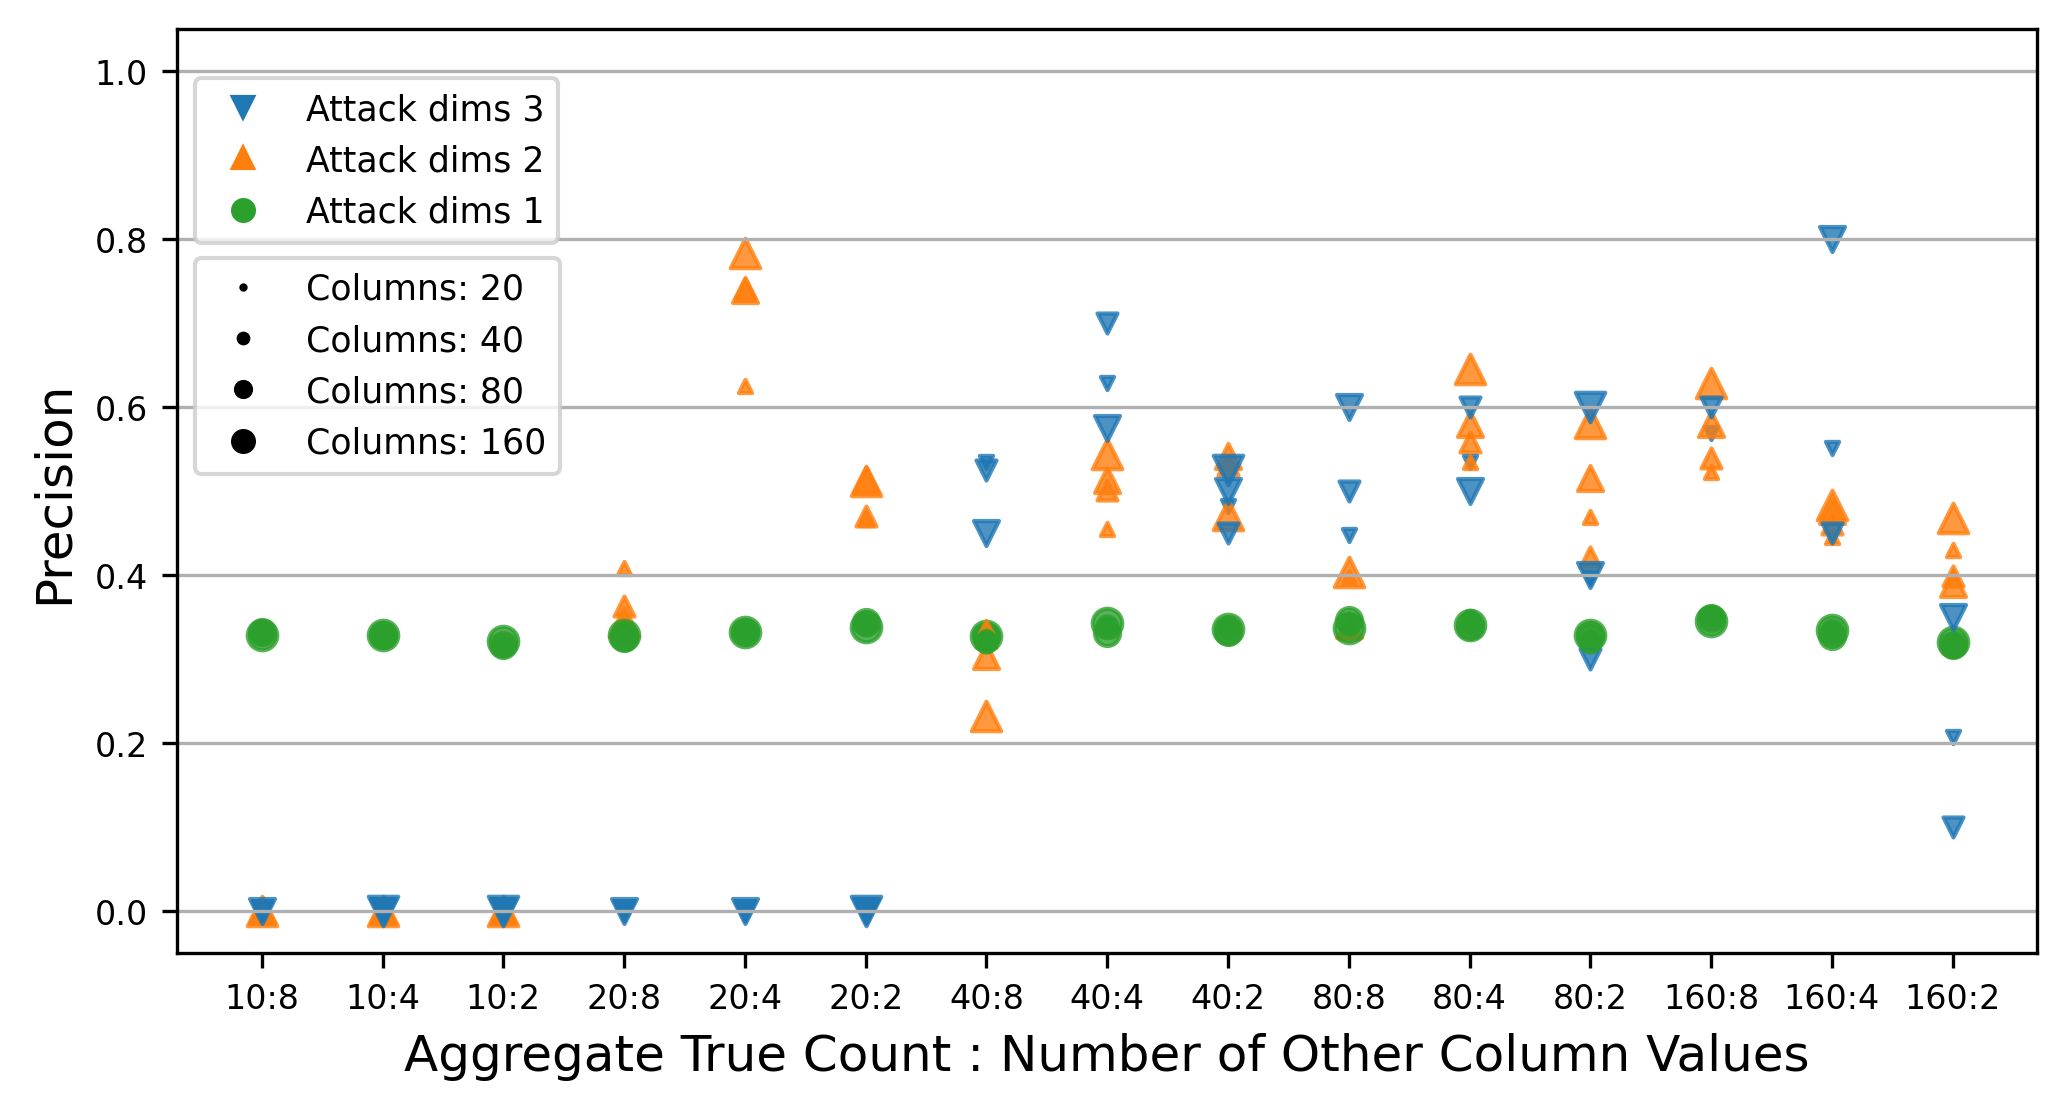 1.0
0.8
0.6
0.4
0.2
0.0
Precision
Attack dims 3
Attack dims 2
Attack dims 1
Columns: 20
Columns: 40
Columns: 80
Columns: 160
10:8 10:4 10:2 20:8 20:4 20:2 40:8 40:4 40:2 80:8 80:4 80:2 160:8 160:4 160:2
Aggregate True Count : Number of Other Column Values